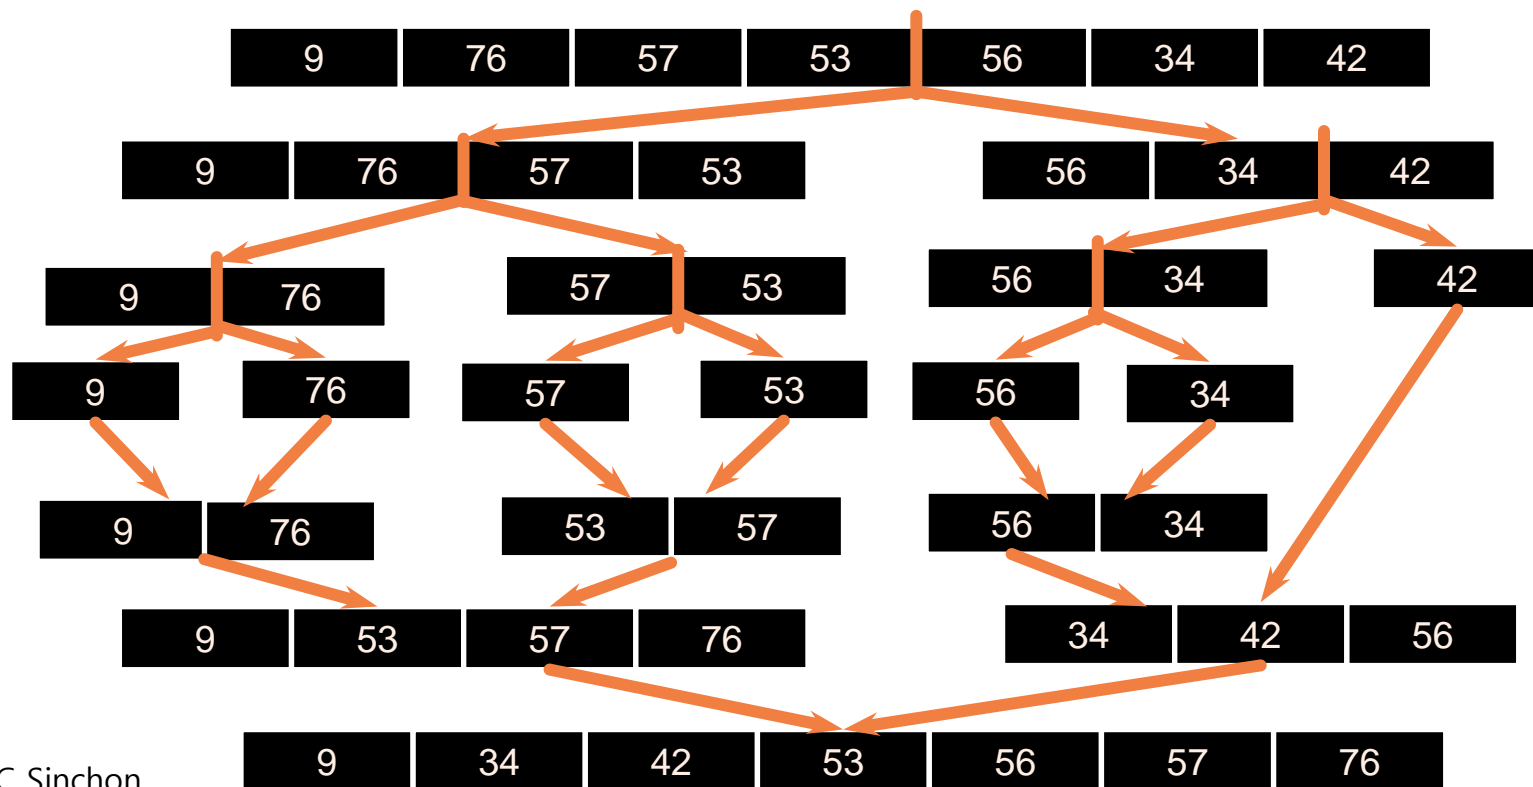 9 76 57 53 56 34 42
9 76 57 53 56 34 42
9 76 57 53 56 34 42
9 76 57 53 56 34
9 76 53 57 56 34
9 53 57 76 34 42 56
9 34 42 53 56 57 76
C Sinchon